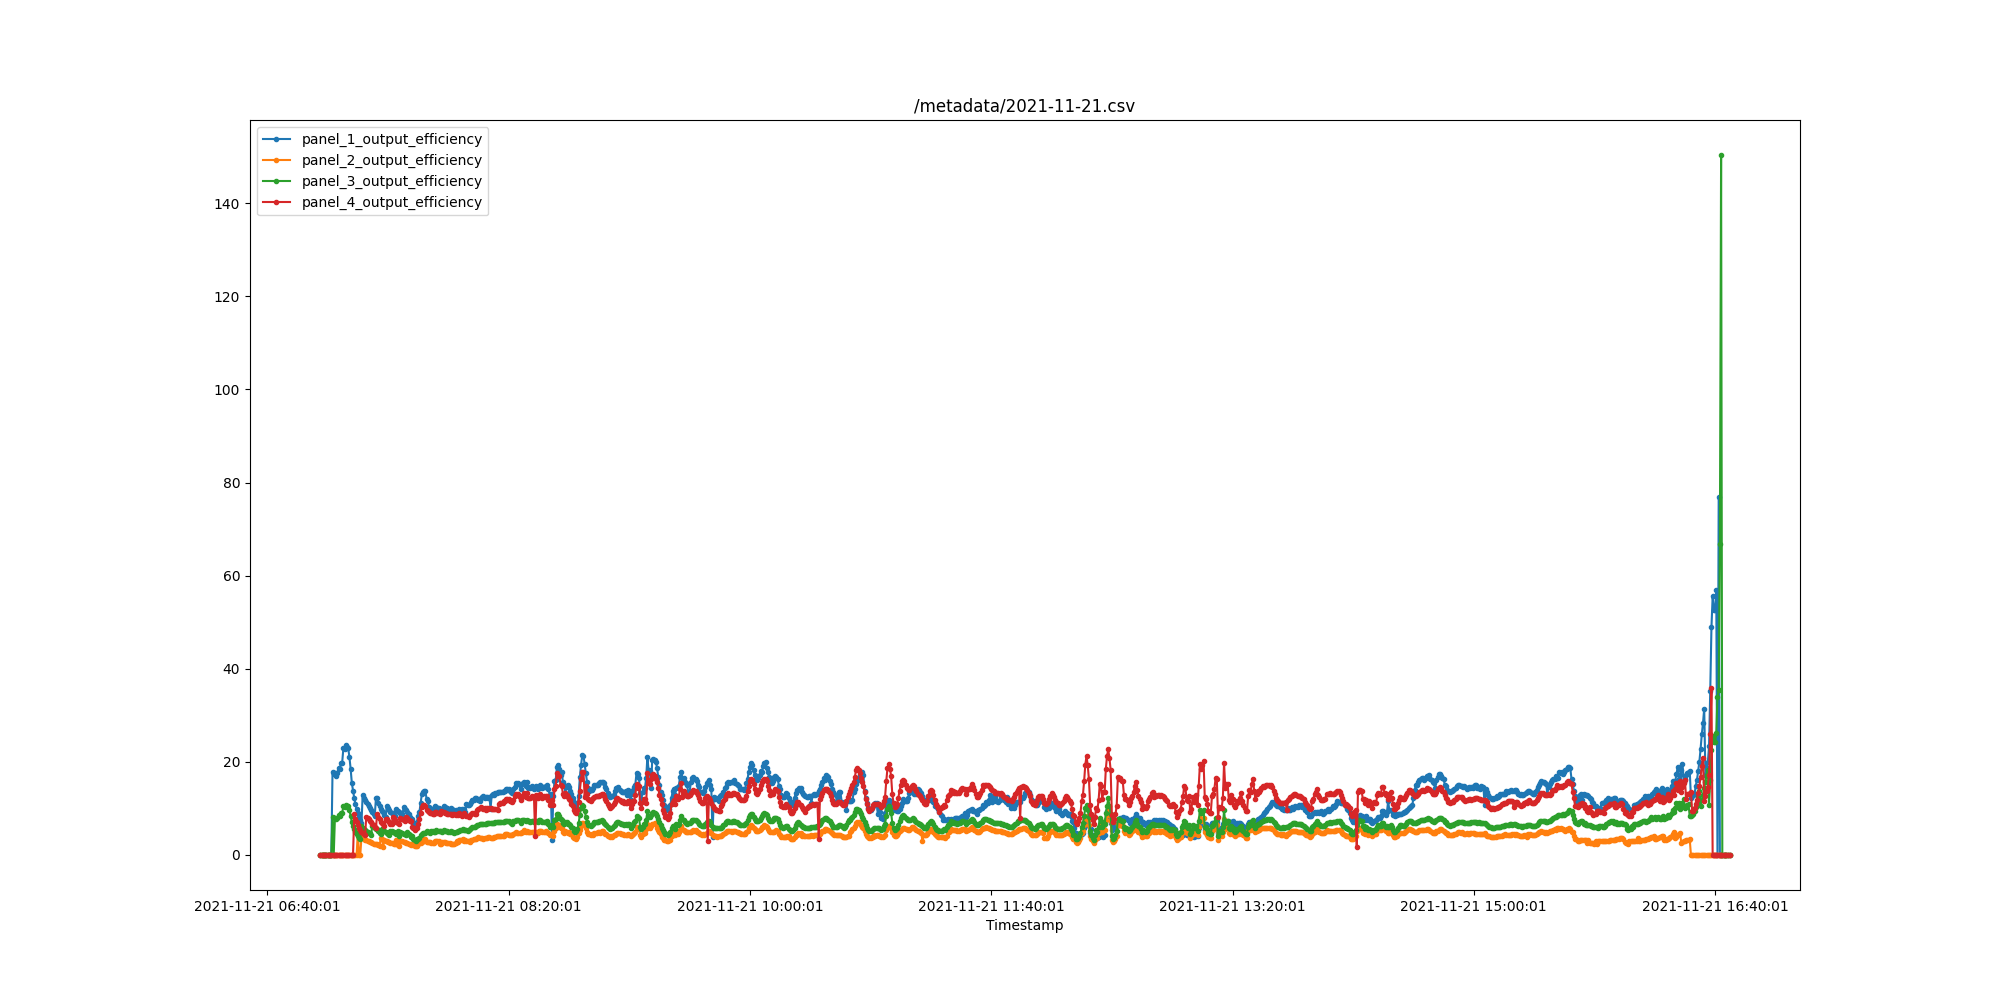 /metadata/2021-11-21.csv
panel_1_output_efficiency
panel_2_output_efficiency
panel_3_output_efficiency
panel_4_output_efficiency
140
120
100
80
60
40
20
0
2021-11-21 06:40:01 2021-11-21 08:20:01 2021-11-21 10:00:01 2021-11-21 11:40:01 2021-11-21 13:20:01 2021-11-21 15:00:01 2021-11-21 16:40:01
Timestamp